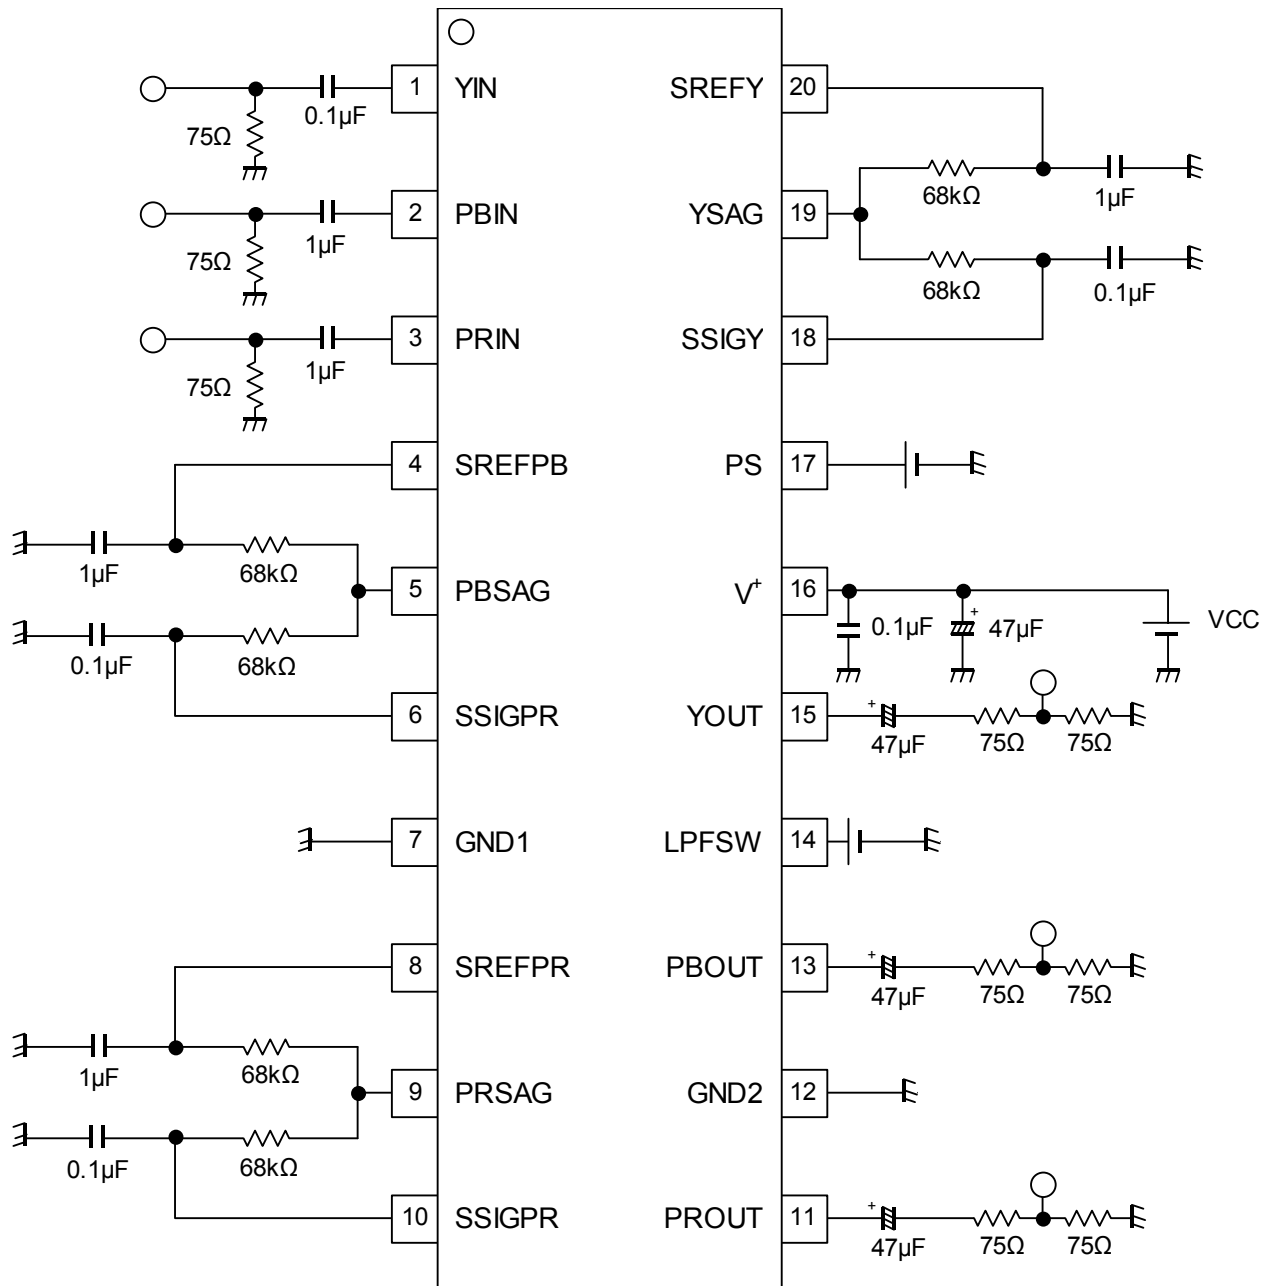 1 YIN SREFY 20
0.1µF
75Ω
68kΩ 1µF
2 PBIN YSAG 19
1µF
75Ω
68kΩ 0.1µF
3 PRIN SSIGY 18
1µF
75Ω
4 SREFPB PS 17
1µF 68kΩ
5 PBSAG V+ 16
0.1µF + 47µF VCC
0.1µF 68kΩ
6 SSIGPR YOUT 15 +
47µF 75Ω 75Ω
7 GND1 LPFSW 14
8 SREFPR PBOUT 13 +
47µF 75Ω 75Ω
1µF 68kΩ
9 PRSAG GND2 12
0.1µF 68kΩ
10 SSIGPR PROUT 11 +
47µF 75Ω 75Ω